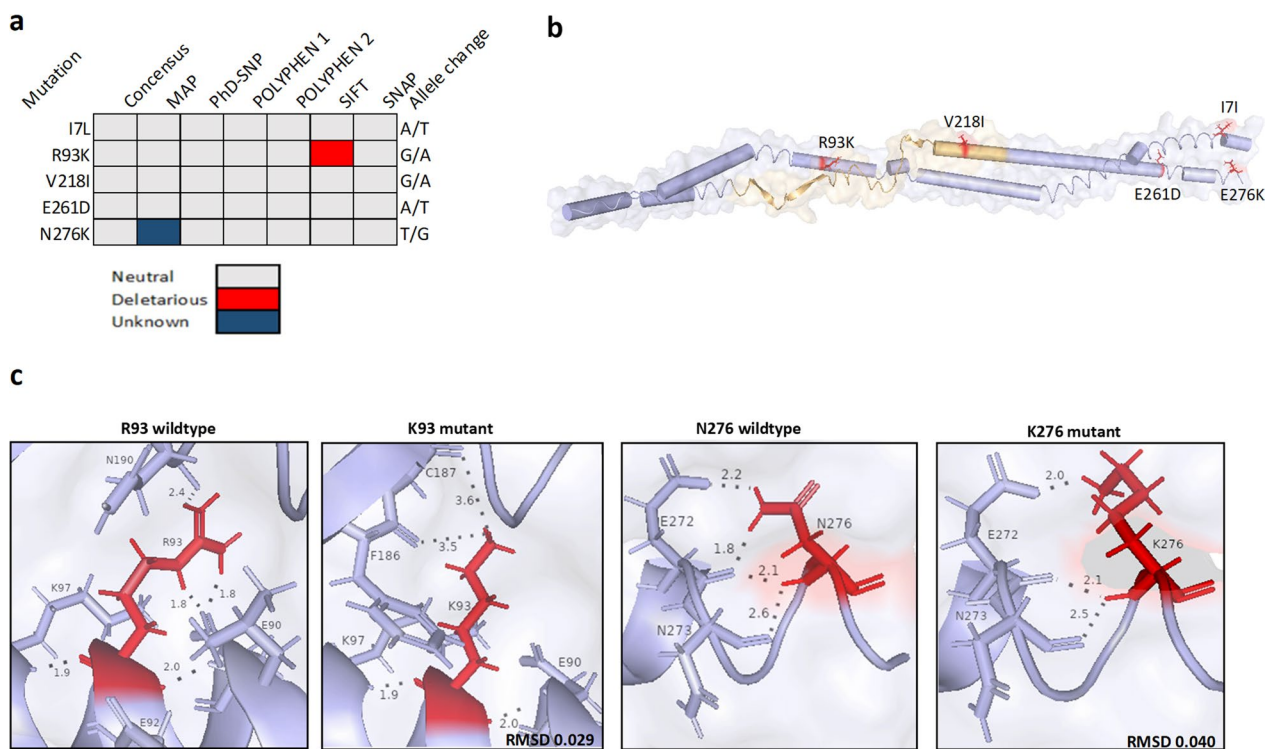 a
Mutation Concensus MAP PhD-SNP POLYPHEN 1 POLYPHEN 2 SIFT SNAP Allele change
I7L A/T
R93K G/A
V218I G/A
E261D A/T
N276K T/G
Neutral
Deletarious
Unknown
b
I7I
V218I
R93K
E261D
E276K
c
R93 wildtype
N190
2.4
R93
K97
1.8
1.8
E90
1.9
2.0
E92
K93 mutant
C187
3.6
3.5
F186
K93
K97
E90
1.9
2.0
RMSD 0.029
N276 wildtype
2.2
E272
N276
1.8
2.1
2.6
N273
K276 mutant
2.0
E272
K276
2.1
2.5
N273
RMSD 0.040